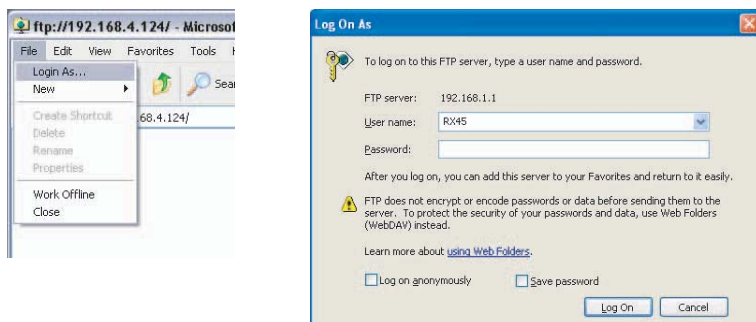 ftp://192.168.4.124/ - Microsof
File Edit View Favorites Tools
Login As...
New
Sea
Create Shortcut
68.4.124/
Delete
Rename
Properties
Work Offline
Close
Log On As
To log on to this FTP server, type a user name and password.
FTP server: 192.168.1.1
User name: RX45
Password:
After you log on, you can add this server to your Favorites and return to it easily.
FTP does not encrypt or encode passwords or data before sending them to the
server. To protect the security of your passwords and data, use Web Folders
(WebDAV) instead.
Learn more about using Web Folders.
Log on anonymously Save password
Log On Cancel